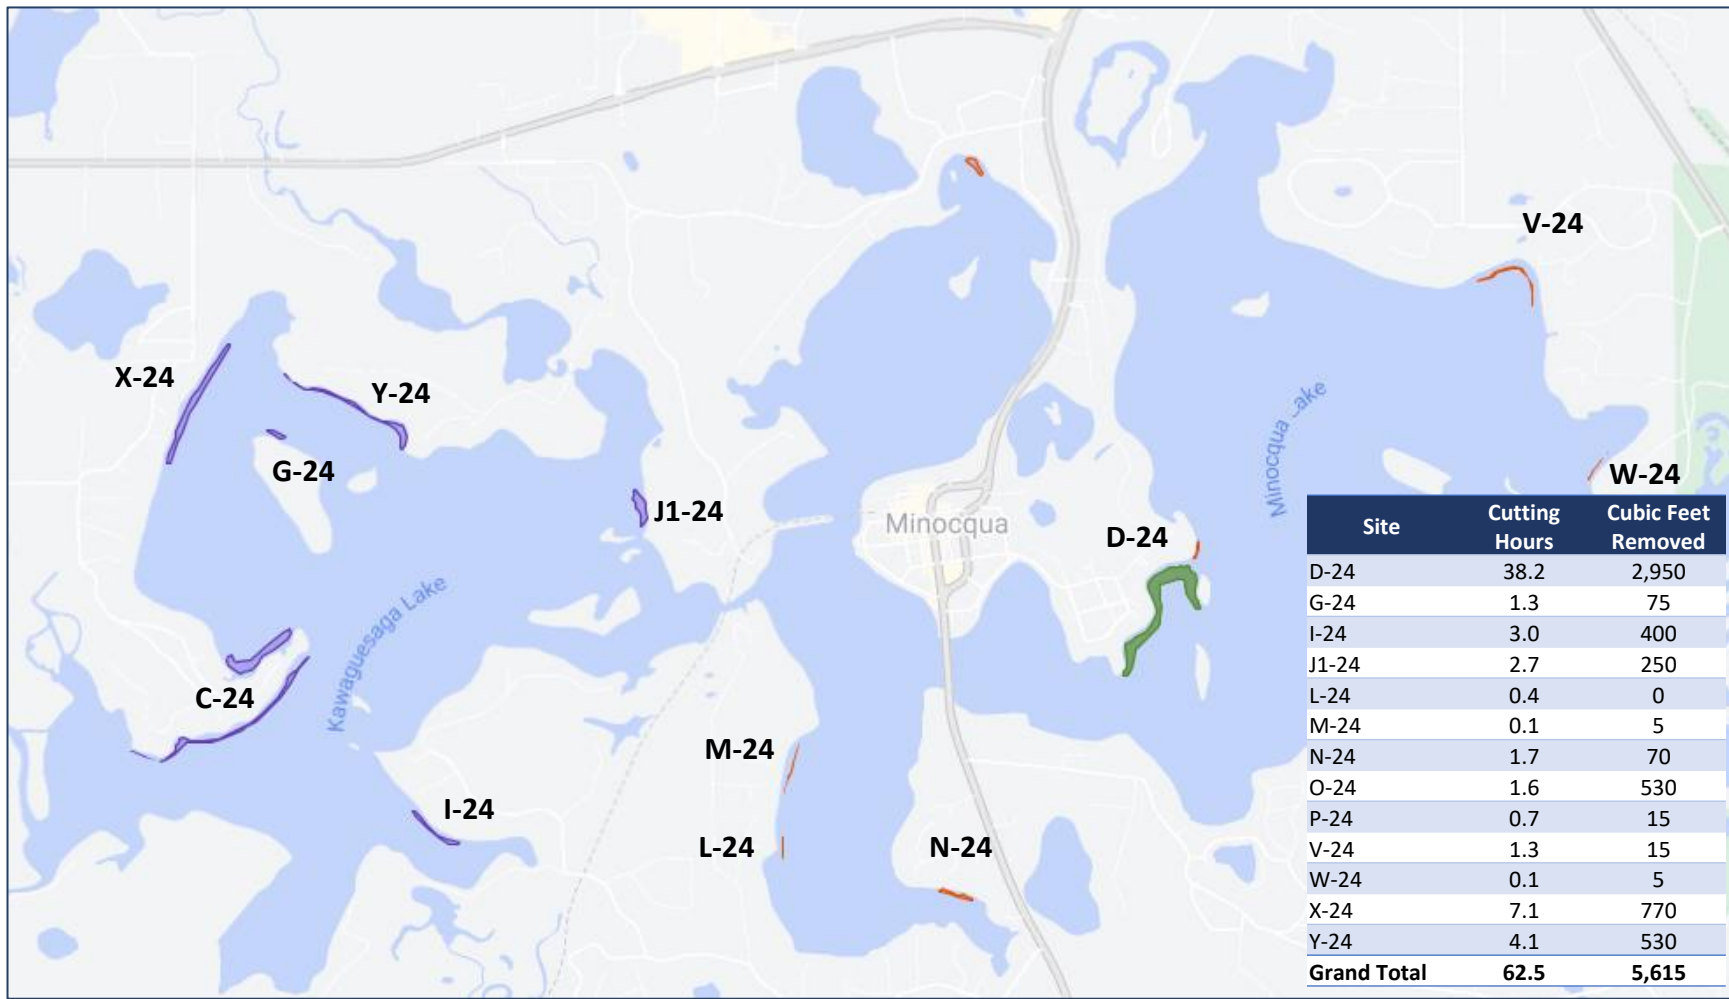 V-24
X-24
Y-24
G-24
W-24
J1-24
Minocqua
Minocqua Lake
D-24
Kawaguesaga Lake
C-24
M-24
I-24
L-24
N-24
Site Cutting Hours Cubic Feet Removed
D-24 38.2 2,950
G-24 1.3 75
I-24 3.0 400
J1-24 2.7 250
L-24 0.4 0
M-24 0.1 5
N-24 1.7 70
O-24 1.6 530
P-24 0.7 15
V-24 1.3 15
W-24 0.1 5
X-24 7.1 770
Y-24 4.1 530
Grand Total 62.5 5,615